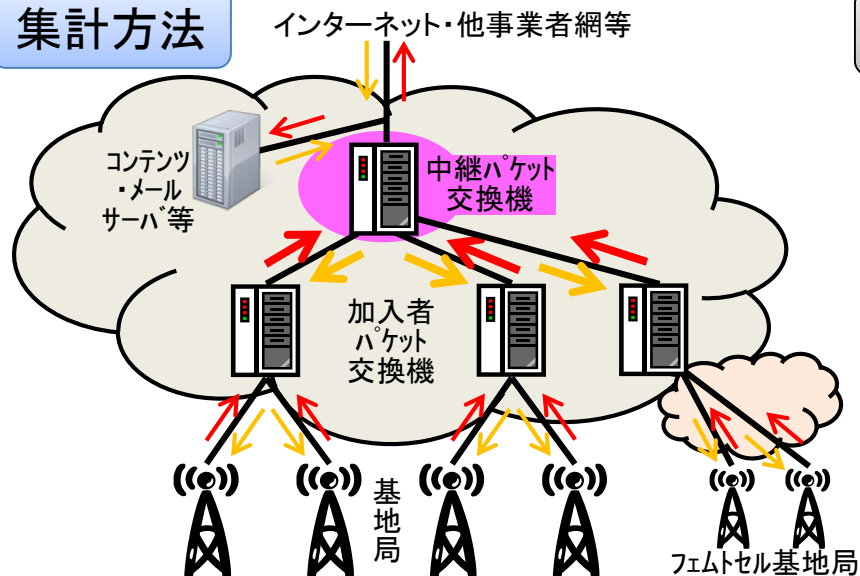 集計方法
インターネット・他事業者網等
コンテンツ
・メール
サーバ等
中継パケット
交換機
加入者
パケット
交換機
基
地
局
フェムトセル基地局